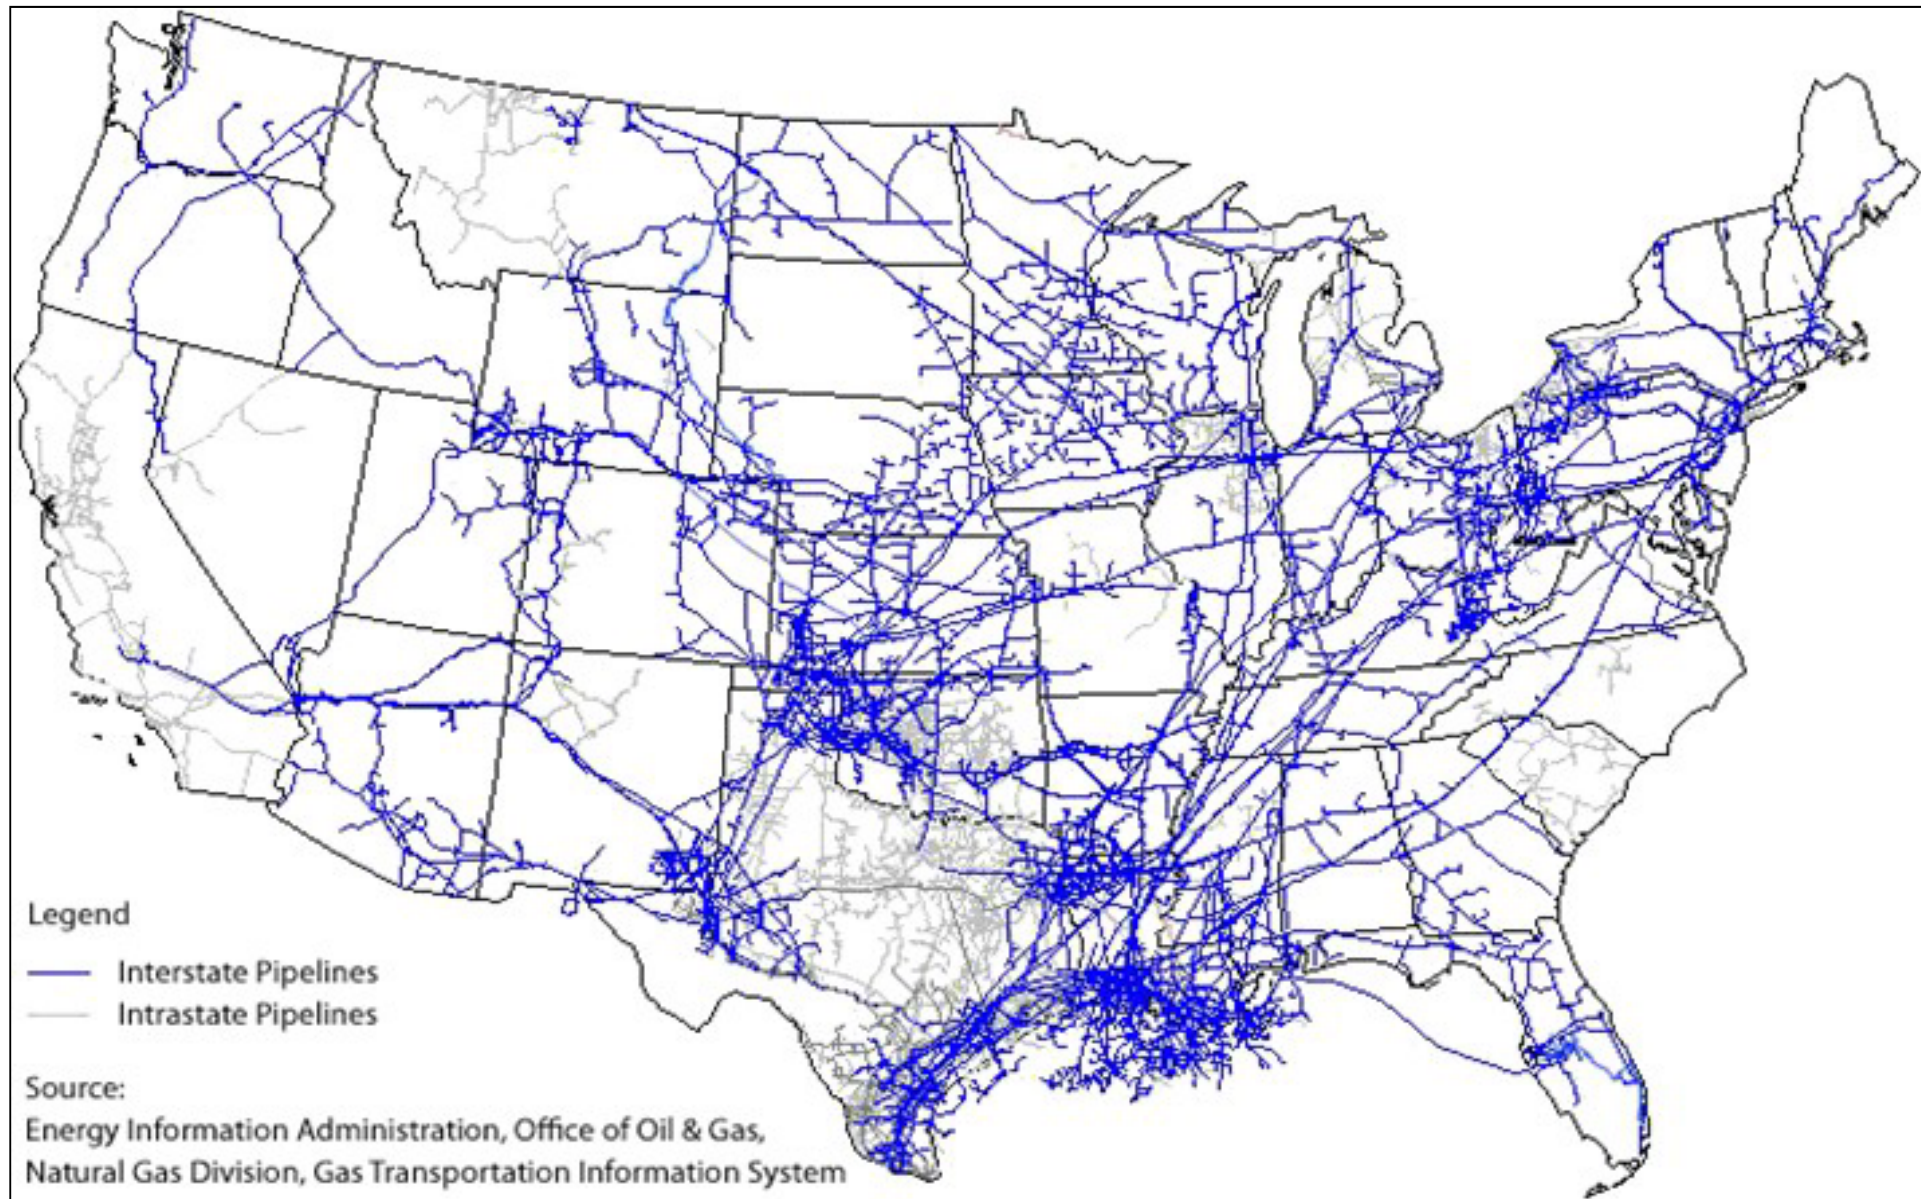 Legend
Interstate Pipelines
Intrastate Pipelines
Source:
Energy Information Administration, Office of Oil & Gas,
Natural Gas Division, Gas Transportation Information System